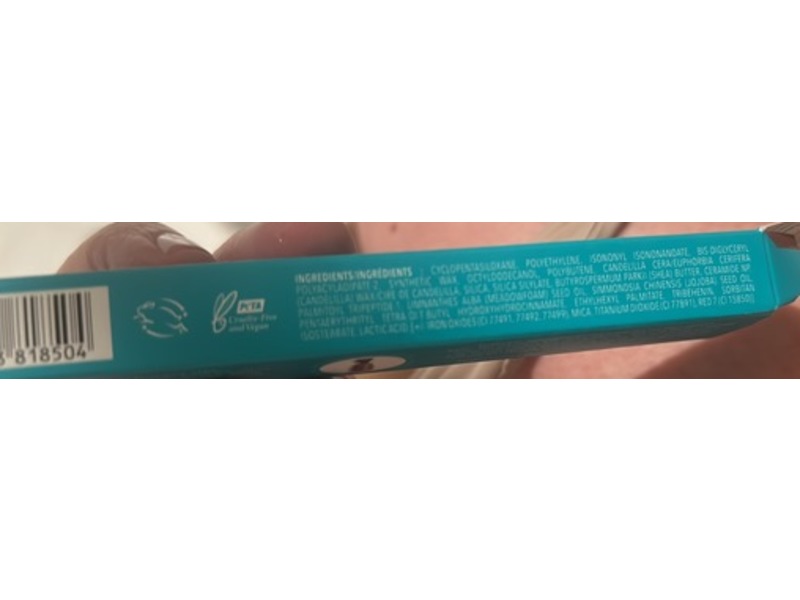 INGREDIENTS/INGRÉDIENTS : CYCLOPENTASILOXANE, POLYETHYLENE, ISONONYL ISONONANOATE, BIS-DIGLYCERYL
POLYACYLADIPATE-2, SYNTHETIC WAX, OCTYLDODECANOL, POLYBUTENE, CANDELILLA CERA/EUPHORBIA CERIFERA
(CANDELILLA) WAX/CIRE DE CANDELILLA, SILICA, SILICA SILYLATE, BUTYROSPERMUM PARKII (SHEA) BUTTER, CERAMIDE NP,
PALMITOYL TRIPEPTIDE-1, LIMNANTHES ALBA (MEADOWFOAM) SEED OIL, SIMMONDSIA CHINENSIS (JOJOBA) SEED OIL,
PENTAERYTHRITYL TETRA-DI-T-BUTYL HYDROXYHYDROCINNAMATE, ETHYLHEXYL PALMITATE, TRIBEHENIN, SORBITAN
ISOSTEARATE, LACTIC ACID [+/- IRON OXIDES (CI 77491, 77492, 77499), MICA, TITANIUM DIOXIDE (CI 77891), RED 7 (CI 15850)]
PETA
Cruelty-Free
and Vegan
818504